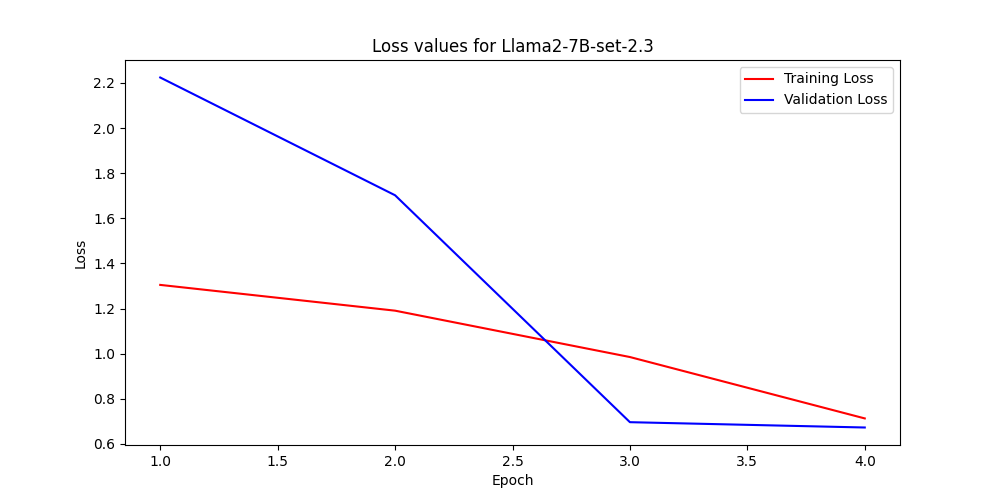 Loss values for Llama2-7B-set-2.3
Training Loss
Validation Loss
2.2
2.0
1.8
1.6
1.4
1.2
1.0
0.8
0.6
Loss
1.0 1.5 2.0 2.5 3.0 3.5 4.0
Epoch